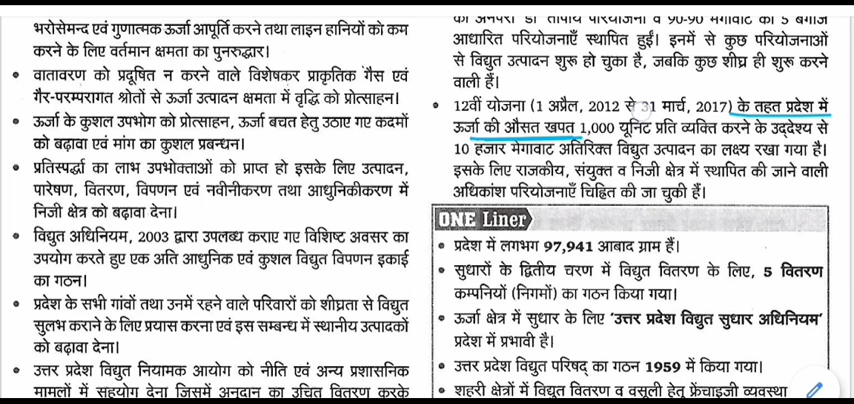 भरोसेमन्द एवं गुणात्मक ऊर्जा आपूर्ति करने तथा लाइन हानियों को कम
करने के लिए वर्तमान क्षमता का पुनरुद्धार।
• वातावरण को प्रदूषित न करने वाले विशेषकर प्राकृतिक गैस एवं
गैर-परम्परागत श्रोतों से ऊर्जा उत्पादन क्षमता में वृद्धि को प्रोत्साहन।
• ऊर्जा के कुशल उपभोग को प्रोत्साहन, ऊर्जा बचत हेतु उठाए गए कदमों
को बढ़ावा एवं मांग का कुशल प्रबन्धन।
• प्रतिस्पर्द्धा का लाभ उपभोक्ताओं को प्राप्त हो इसके लिए उत्पादन,
पारेषण, वितरण, विपणन एवं नवीनीकरण तथा आधुनिकीकरण में
निजी क्षेत्र को बढ़ावा देना।
• विद्युत अधिनियम, 2003 द्वारा उपलब्ध कराए गए विशिष्ट अवसर का
उपयोग करते हुए एक अति आधुनिक एवं कुशल विद्युत विपणन इकाई
का गठन।
• प्रदेश के सभी गांवों तथा उनमें रहने वाले परिवारों को शीघ्रता से विद्युत
सुलभ कराने के लिए प्रयास करना एवं इस सम्बन्ध में स्थानीय उत्पादकों
को बढ़ावा देना।
• उत्तर प्रदेश विद्युत नियामक आयोग को नीति एवं अन्य प्रशासनिक
मामलों में सहयोग देना जिसमें अनुदान का उचित वितरण करके
की अनपरा डी तापीय परियोजना व 90-90 मेगावाट की 5 बगाज
आधारित परियोजनाएँ स्थापित हुईं। इनमें से कुछ परियोजनाओं
से विद्युत उत्पादन शुरू हो चुका है, जबकि कुछ शीघ्र ही शुरू करने
वाली हैं।
• 12वीं योजना (1 अप्रैल, 2012 से 31 मार्च, 2017) के तहत प्रदेश में
ऊर्जा की औसत खपत 1,000 यूनिट प्रति व्यक्ति करने के उद्देश्य से
10 हजार मेगावाट अतिरिक्त विद्युत उत्पादन का लक्ष्य रखा गया है।
इसके लिए राजकीय, संयुक्त व निजी क्षेत्र में स्थापित की जाने वाली
अधिकांश परियोजनाएँ चिह्नित की जा चुकी हैं।
ONE Liner
• प्रदेश में लगभग 97,941 आबाद ग्राम हैं।
• सुधारों के द्वितीय चरण में विद्युत वितरण के लिए, 5 वितरण
कम्पनियों (निगमों) का गठन किया गया।
• ऊर्जा क्षेत्र में सुधार के लिए 'उत्तर प्रदेश विद्युत सुधार अधिनियम'
प्रदेश में प्रभावी है।
• उत्तर प्रदेश विद्युत परिषद् का गठन 1959 में किया गया।
• शहरी क्षेत्रों में विद्युत वितरण व वसूली हेतु फ्रेंचाइजी व्यवस्था